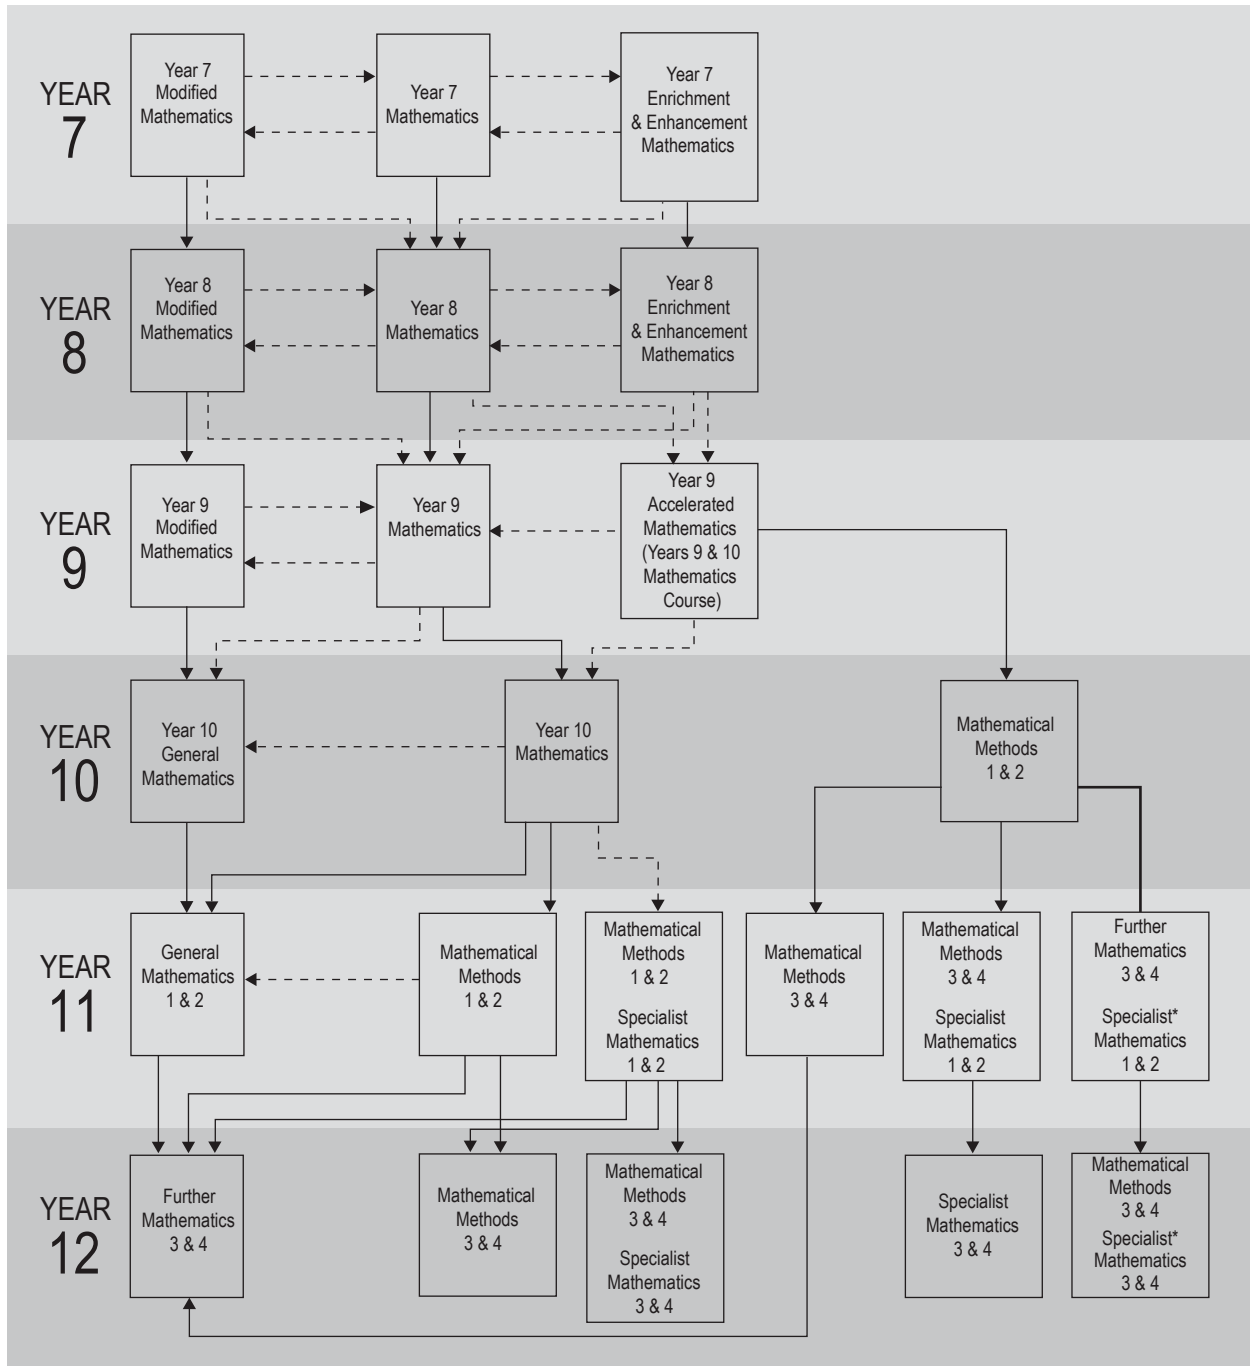 YEAR
7
Year 7
Modified
Mathematics
Year 7
Mathematics
Year 7
Enrichment
& Enhancement
Mathematics
YEAR
8
Year 8
Modified
Mathematics
Year 8
Mathematics
Year 8
Enrichment
& Enhancement
Mathematics
YEAR
9
Year 9
Modified
Mathematics
Year 9
Mathematics
Year 9
Accelerated
Mathematics
(Years 9 & 10
Mathematics
Course)
YEAR
10
Year 10
General
Mathematics
Year 10
Mathematics
Mathematical
Methods
1 & 2
YEAR
11
General
Mathematics
1 & 2
Mathematical
Methods
1 & 2
Mathematical
Methods
1 & 2
Specialist
Mathematics
1 & 2
Mathematical
Methods
3 & 4
Mathematical
Methods
3 & 4
Specialist
Mathematics
1 & 2
Further
Mathematics
3 & 4
Specialist*
Mathematics
1 & 2
YEAR
12
Further
Mathematics
3 & 4
Mathematical
Methods
3 & 4
Mathematical
Methods
3 & 4
Specialist
Mathematics
3 & 4
Specialist
Mathematics
3 & 4
Mathematical
Methods
3 & 4
Specialist*
Mathematics
3 & 4